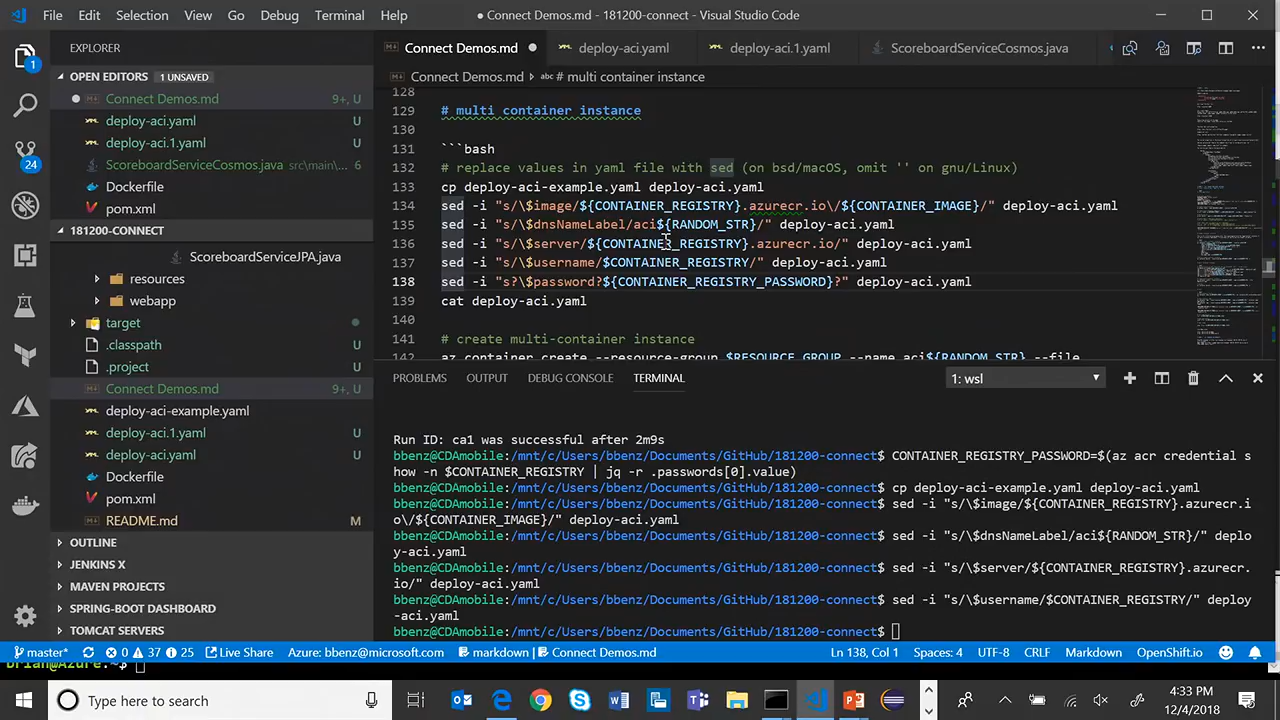 File Edit Selection View Go Debug Terminal Help
● Connect Demos.md - 181200-connect - Visual Studio Code
EXPLORER
1
OPEN EDITORS 1 UNSAVED
Connect Demos.md 9+, U
deploy-aci.yaml U
deploy-aci.1.yaml U
ScoreboardServiceCosmos.java src\main\...
Dockerfile
pom.xml
24
181200-CONNECT
ScoreboardServiceJPA.java
resources
webapp
target
.classpath
.project
Connect Demos.md 9+, U
deploy-aci-example.yaml
deploy-aci.1.yaml U
deploy-aci.yaml U
Dockerfile
pom.xml
README.md M
OUTLINE
JENKINS X
MAVEN PROJECTS
SPRING-BOOT DASHBOARD
TOMCAT SERVERS
Connect Demos.md ● deploy-aci.yaml deploy-aci.1.yaml ScoreboardServiceCosmos.java
Connect Demos.md › abc # multi container instance
128
129 # multi container instance
130
131 ```bash
132 # replace values in yaml file with sed (on bsd/macOS, omit '' on gnu/Linux)
133 cp deploy-aci-example.yaml deploy-aci.yaml
134 sed -i "s/\$image/${CONTAINER_REGISTRY}.azurecr.io\/${CONTAINER_IMAGE}/" deploy-aci.yaml
135 sed -i "s/\$dnsNameLabel/aci${RANDOM_STR}/" deploy-aci.yaml
136 sed -i "s/\$server/${CONTAINER_REGISTRY}.azurecr.io/" deploy-aci.yaml
137 sed -i "s/\$username/$CONTAINER_REGISTRY/" deploy-aci.yaml
138 sed -i "s?\$password?${CONTAINER_REGISTRY_PASSWORD}?" deploy-aci.yaml
139 cat deploy-aci.yaml
140
141 # create multi-container instance
142 az container create --resource-group $RESOURCE_GROUP --name aci${RANDOM_STR} --file
PROBLEMS OUTPUT DEBUG CONSOLE TERMINAL 1: wsl
Run ID: ca1 was successful after 2m9s
bbenz@CDAmobile:/mnt/c/Users/bbenz/Documents/GitHub/181200-connect$ CONTAINER_REGISTRY_PASSWORD=$(az acr credential s
how -n $CONTAINER_REGISTRY | jq -r .passwords[0].value)
bbenz@CDAmobile:/mnt/c/Users/bbenz/Documents/GitHub/181200-connect$ cp deploy-aci-example.yaml deploy-aci.yaml
bbenz@CDAmobile:/mnt/c/Users/bbenz/Documents/GitHub/181200-connect$ sed -i "s/\$image/${CONTAINER_REGISTRY}.azurecr.i
o\/${CONTAINER_IMAGE}/" deploy-aci.yaml
bbenz@CDAmobile:/mnt/c/Users/bbenz/Documents/GitHub/181200-connect$ sed -i "s/\$dnsNameLabel/aci${RANDOM_STR}/" deplo
y-aci.yaml
bbenz@CDAmobile:/mnt/c/Users/bbenz/Documents/GitHub/181200-connect$ sed -i "s/\$server/${CONTAINER_REGISTRY}.azurecr.
io/" deploy-aci.yaml
bbenz@CDAmobile:/mnt/c/Users/bbenz/Documents/GitHub/181200-connect$ sed -i "s/\$username/$CONTAINER_REGISTRY/" deploy
-aci.yaml
bbenz@CDAmobile:/mnt/c/Users/bbenz/Documents/GitHub/181200-connect$
master* 0 37 25 Live Share Azure: bbenz@microsoft.com markdown | Connect Demos.md Ln 138, Col 1 Spaces: 4 UTF-8 CRLF Markdown OpenShift.io
brian@Azure:~$
Type here to search
4:33 PM
12/4/2018